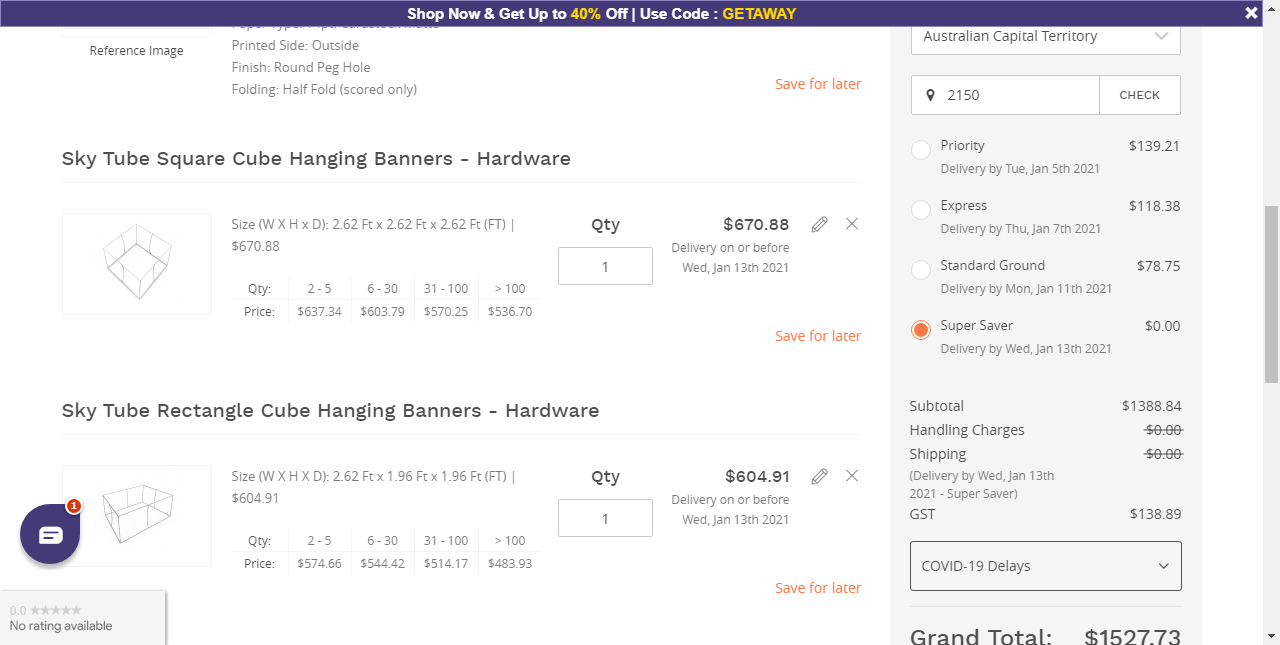 Shop Now & Get Up to 40% Off | Use Code : GETAWAY
Reference Image
Printed Side: Outside
Finish: Round Peg Hole
Folding: Half Fold (scored only)
Save for later
Sky Tube Square Cube Hanging Banners - Hardware
Size (W X H x D): 2.62 Ft x 2.62 Ft x 2.62 Ft (FT) |
$670.88
Qty: 2 - 5 6 - 30 31 - 100 > 100
Price: $637.34 $603.79 $570.25 $536.70
Qty
1
$670.88
Delivery on or before
Wed, Jan 13th 2021
Save for later
Sky Tube Rectangle Cube Hanging Banners - Hardware
Size (W X H X D): 2.62 Ft x 1.96 Ft x 1.96 Ft (FT) |
$604.91
Qty: 2 - 5 6 - 30 31 - 100 > 100
Price: $574.66 $544.42 $514.17 $483.93
Qty
1
$604.91
Delivery on or before
Wed, Jan 13th 2021
Save for later
1
0.0 ★★★★★
No rating available
Australian Capital Territory
2150 CHECK
Priority $139.21
Delivery by Tue, Jan 5th 2021
Express $118.38
Delivery by Thu, Jan 7th 2021
Standard Ground $78.75
Delivery by Mon, Jan 11th 2021
Super Saver $0.00
Delivery by Wed, Jan 13th 2021
Subtotal $1388.84
Handling Charges $0.00
Shipping $0.00
(Delivery by Wed, Jan 13th
2021 - Super Saver)
GST $138.89
COVID-19 Delays
Grand Total: $1527.73